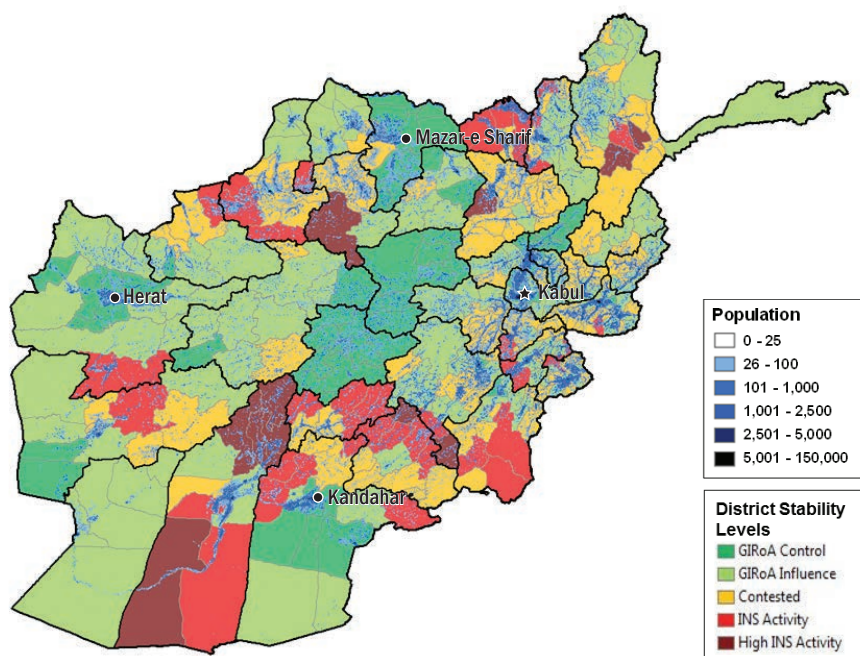 Mazar-e Sharif
Herat
Kabul
Kandahar
Population
0 - 25
26 - 100
101 - 1,000
1,001 - 2,500
2,501 - 5,000
5,001 - 150,000
District Stability
Levels
GIRoA Control
GIRoA Influence
Contested
INS Activity
High INS Activity